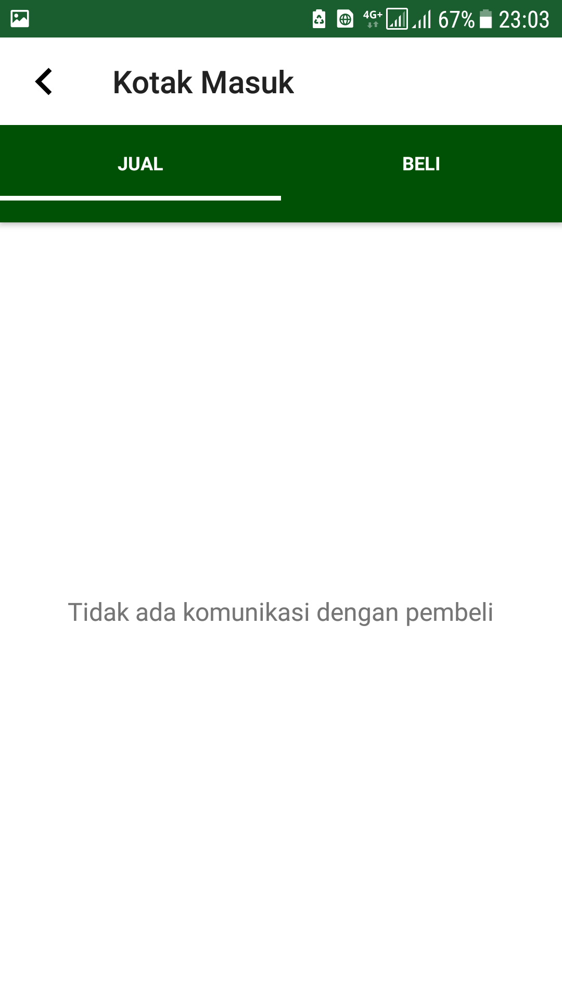 4G+ 67% 23:03
Kotak Masuk
JUAL BELI
Tidak ada komunikasi dengan pembeli